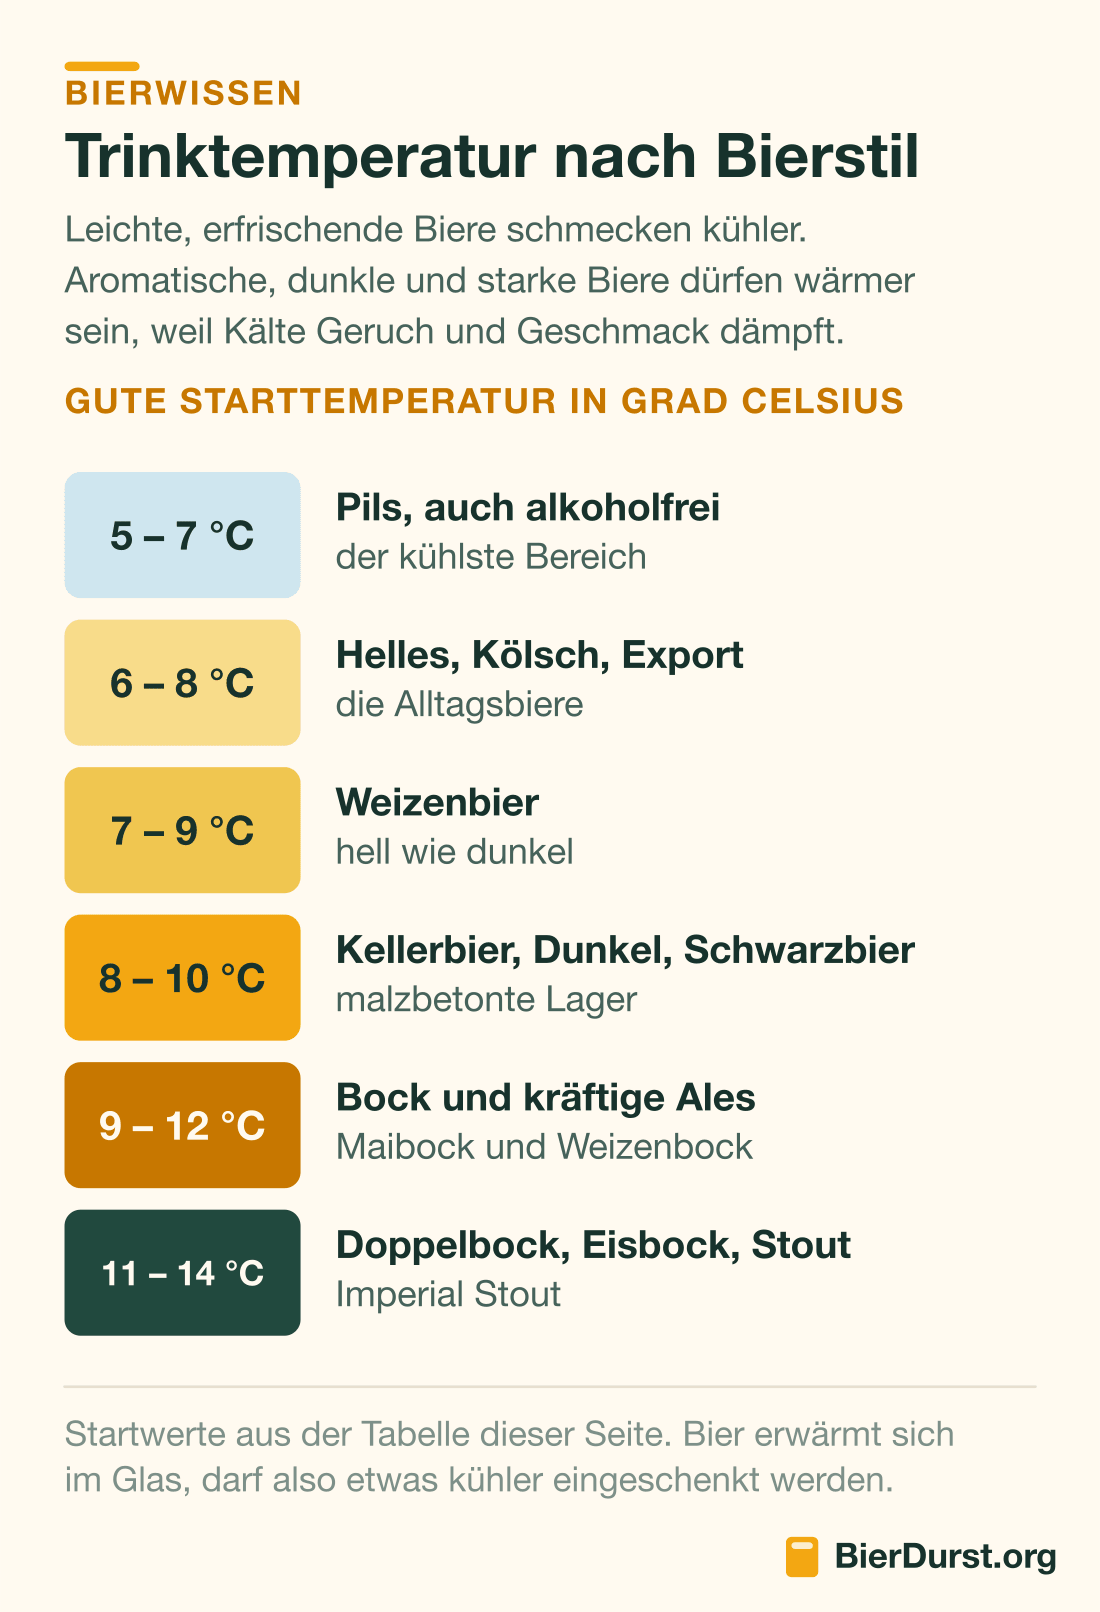 BIERWISSEN
Trinktemperatur nach Bierstil
Leichte, erfrischende Biere schmecken kühler.
Aromatische, dunkle und starke Biere dürfen wärmer
sein, weil Kälte Geruch und Geschmack dämpft.
GUTE STARTTEMPERATUR IN GRAD CELSIUS
5 – 7 °C
Pils, auch alkoholfrei
der kühlste Bereich
6 – 8 °C
Helles, Kölsch, Export
die Alltagsbiere
7 – 9 °C
Weizenbier
hell wie dunkel
8 – 10 °C
Kellerbier, Dunkel, Schwarzbier
malzbetonte Lager
9 – 12 °C
Bock und kräftige Ales
Maibock und Weizenbock
11 – 14 °C
Doppelbock, Eisbock, Stout
Imperial Stout
Startwerte aus der Tabelle dieser Seite. Bier erwärmt sich
im Glas, darf also etwas kühler eingeschenkt werden.
BierDurst.org